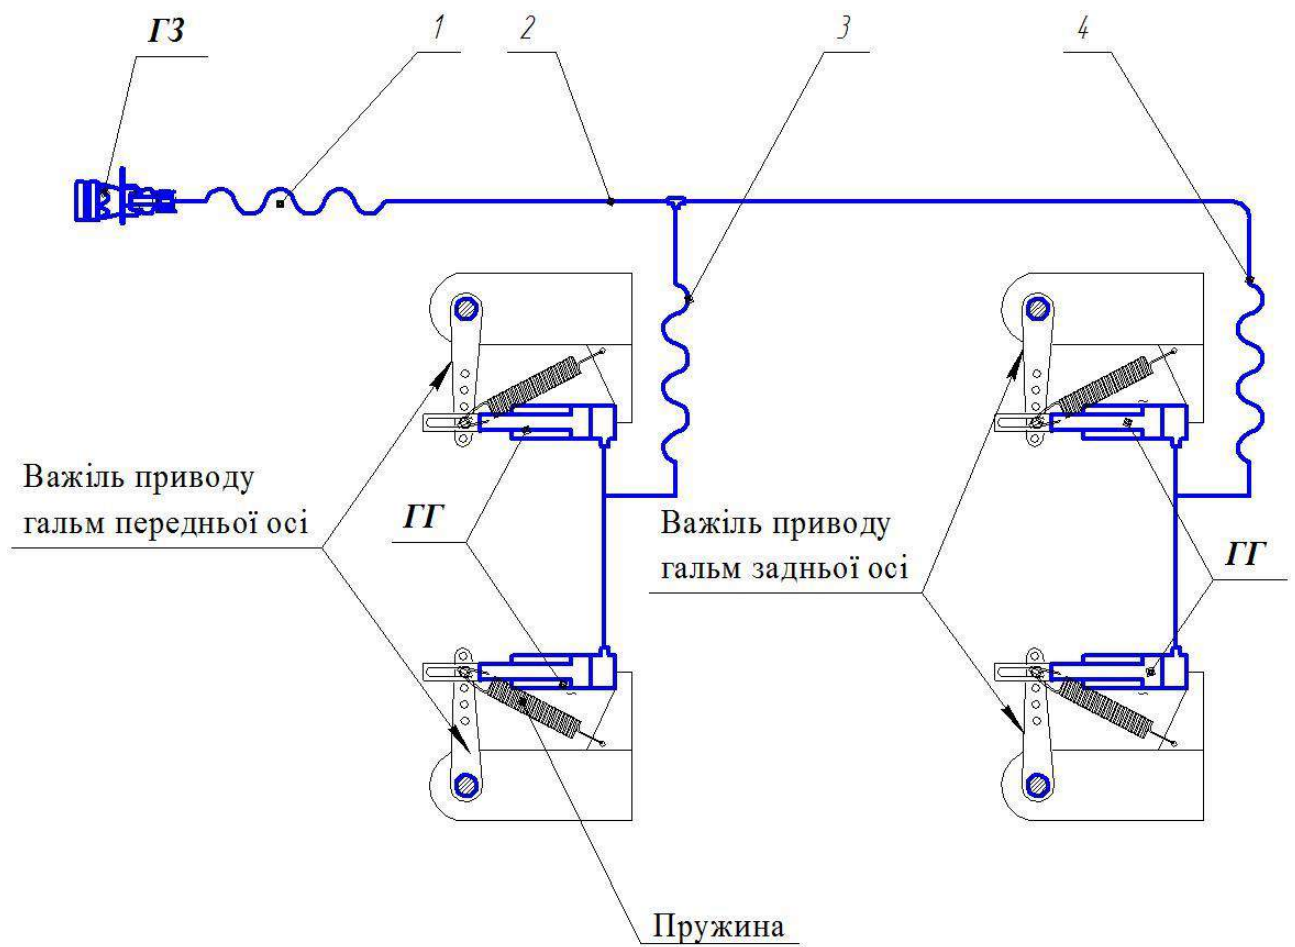 ГЗ
1
2
3
4
Важіль приводу
гальм передньої осі
ГГ
Важіль приводу
гальм задньої осі
ГГ
Пружина